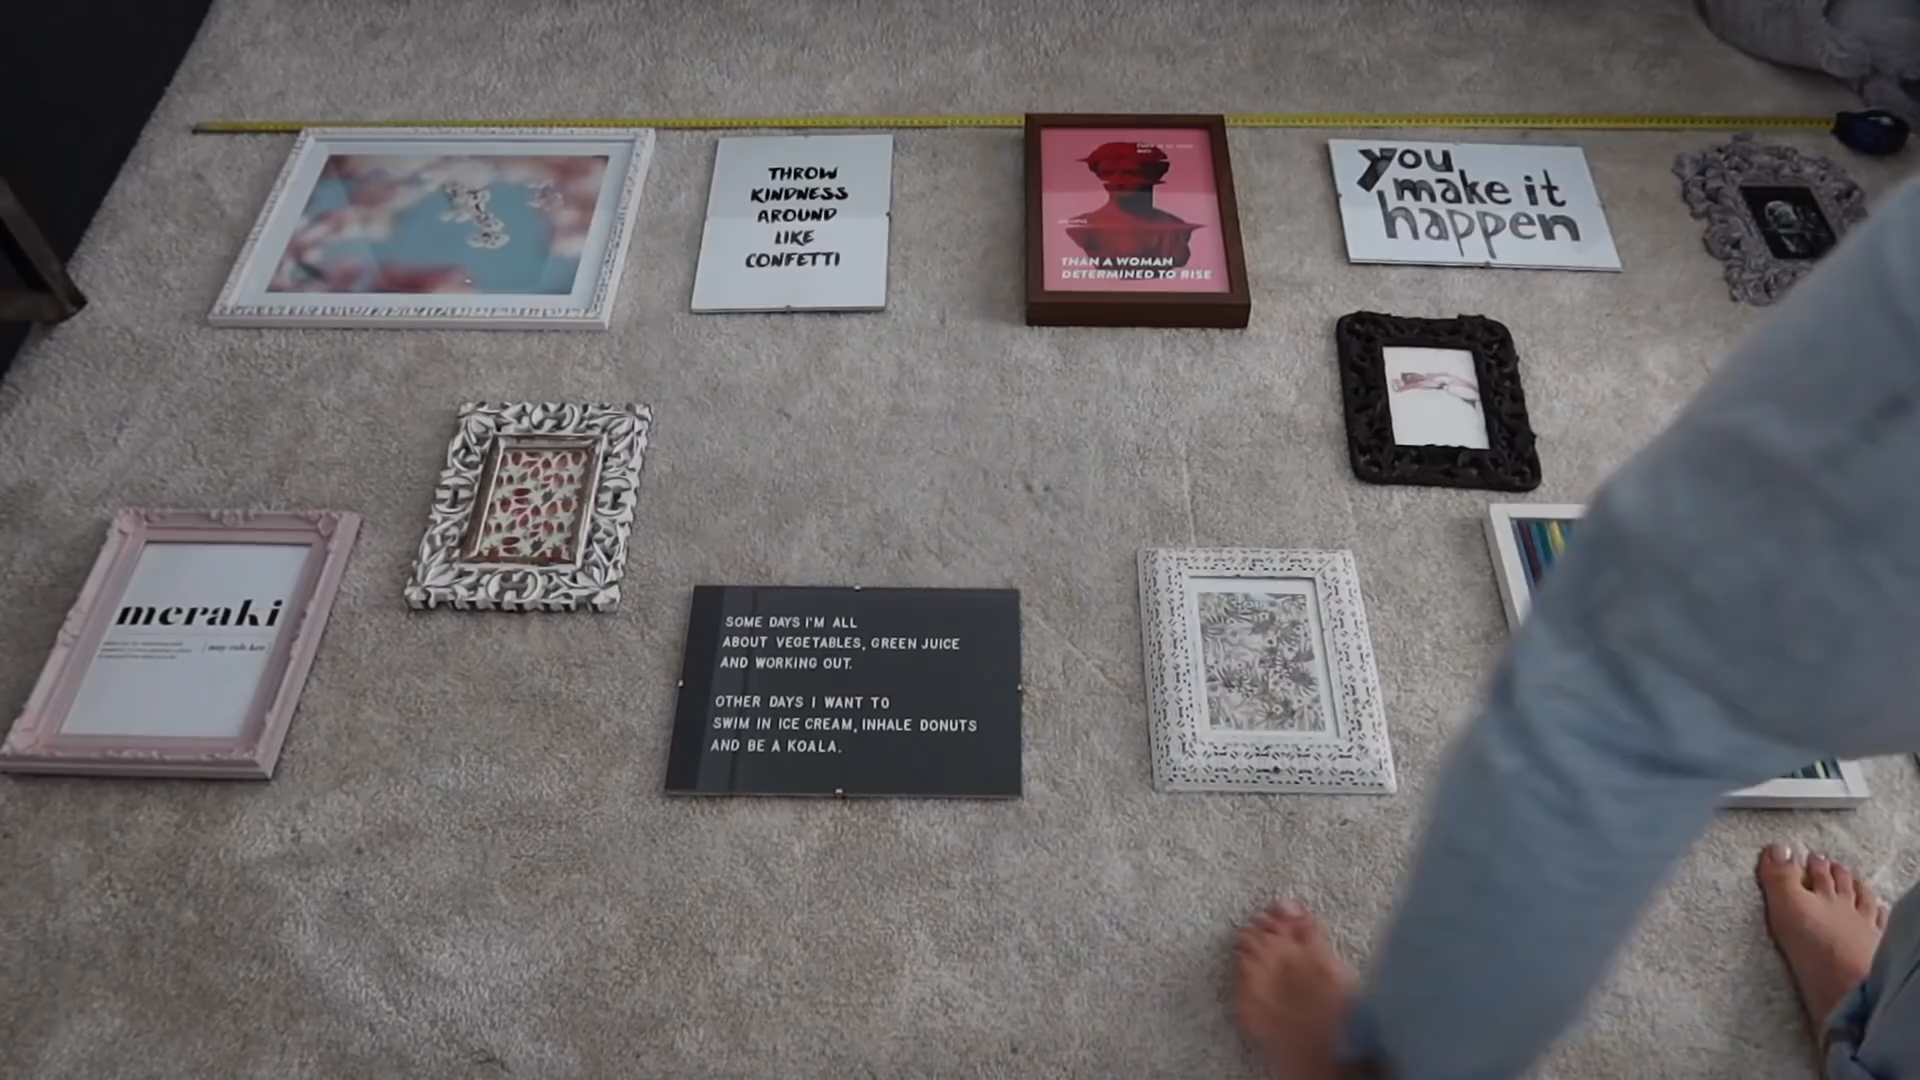 THROW
KINDNESS
AROUND
LIKE
CONFETTI
THAN A WOMAN
DETERMINED TO RISE
you
make it
happen
meraki
SOME DAYS I'M ALL
ABOUT VEGETABLES, GREEN JUICE
AND WORKING OUT.
OTHER DAYS I WANT TO
SWIM IN ICE CREAM, INHALE DONUTS
AND BE A KOALA.